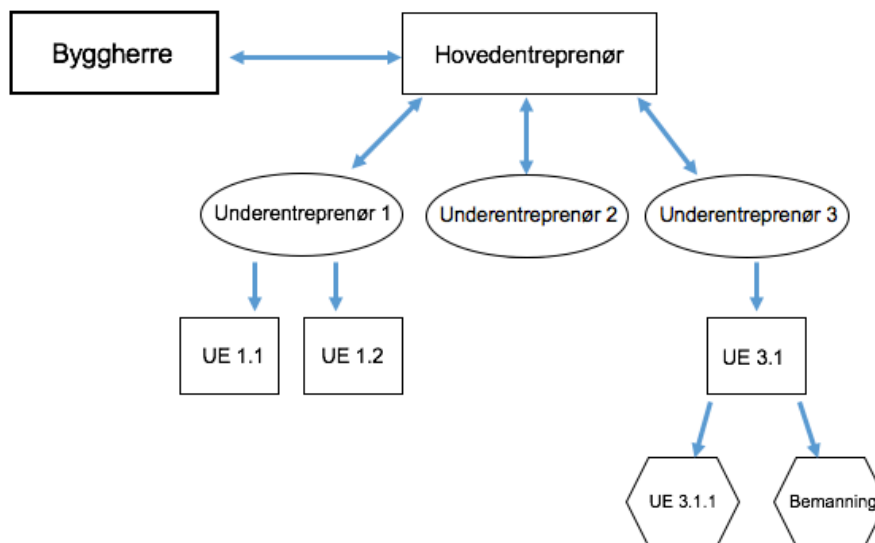 Byggherre
Hovedentreprenør
Underentreprenør 1
Underentreprenør 2
Underentreprenør 3
UE 1.1
UE 1.2
UE 3.1
UE 3.1.1
Bemanning